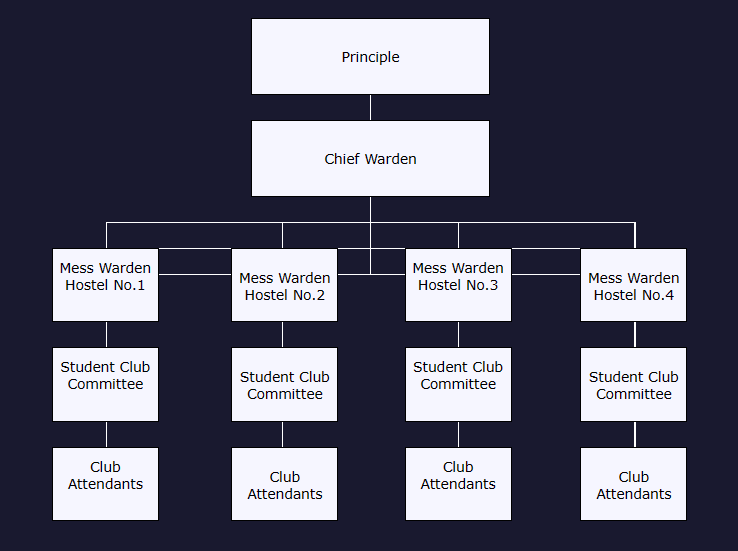 Principle
Chief Warden
Mess Warden
Hostel No.1
Mess Warden
Hostel No.2
Mess Warden
Hostel No.3
Mess Warden
Hostel No.4
Student Club
Committee
Student Club
Committee
Student Club
Committee
Student Club
Committee
Club
Attendants
Club
Attendants
Club
Attendants
Club
Attendants